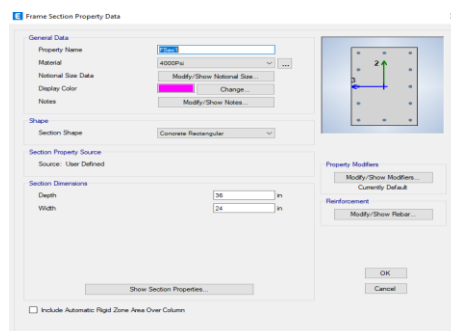 E Frame Section Property Data
General Data
Property Name FSec1
Material 4000Psi ...
Notional Size Data Modify/Show Notional Size...
Display Color Change...
Notes Modify/Show Notes...
Shape
Section Shape Concrete Rectangular
Section Property Source
Source: User Defined
Section Dimensions
Depth 36 in
Width 24 in
Show Section Properties...
Include Automatic Rigid Zone Area Over Column
2
3
Property Modifiers
Modify/Show Modifiers...
Currently Default
Reinforcement
Modify/Show Rebar...
OK
Cancel